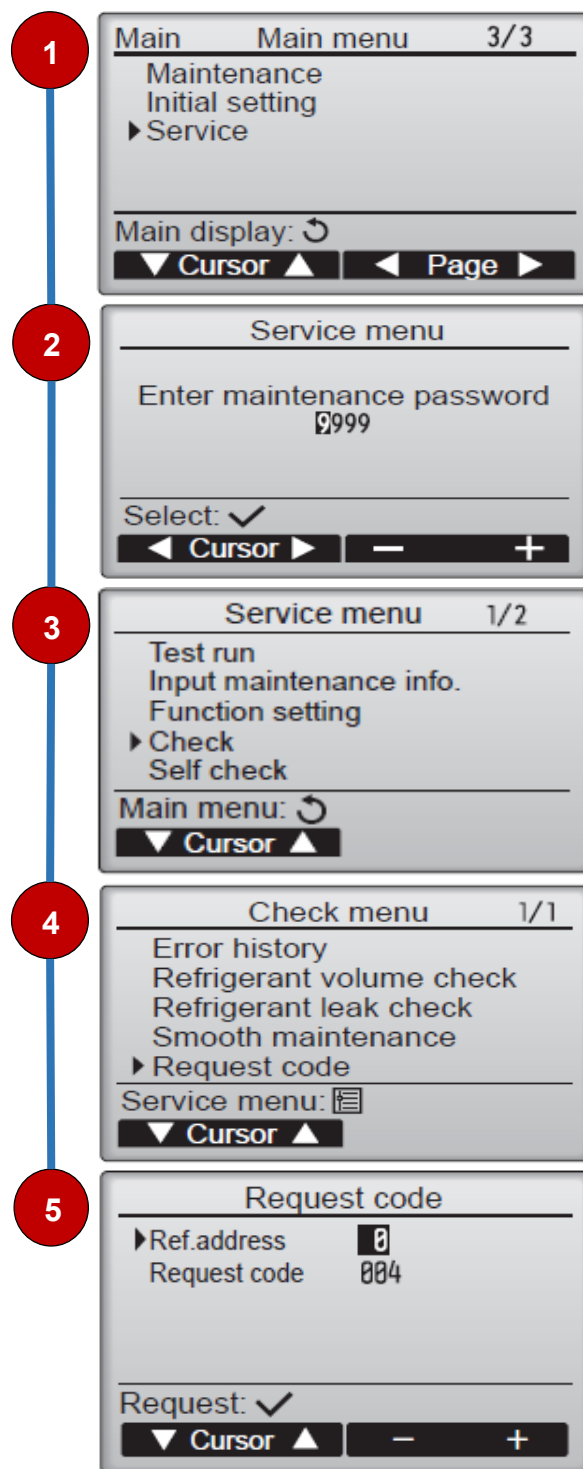 1
Main Main menu 3/3
Maintenance
Initial setting
Service
Main display:
Cursor Page
2
Service menu
Enter maintenance password
9999
Select:
Cursor − +
3
Service menu 1/2
Test run
Input maintenance info.
Function setting
Check
Self check
Main menu:
Cursor
4
Check menu 1/1
Error history
Refrigerant volume check
Refrigerant leak check
Smooth maintenance
Request code
Service menu:
Cursor
5
Request code
Ref.address 0
Request code 004
Request:
Cursor − +